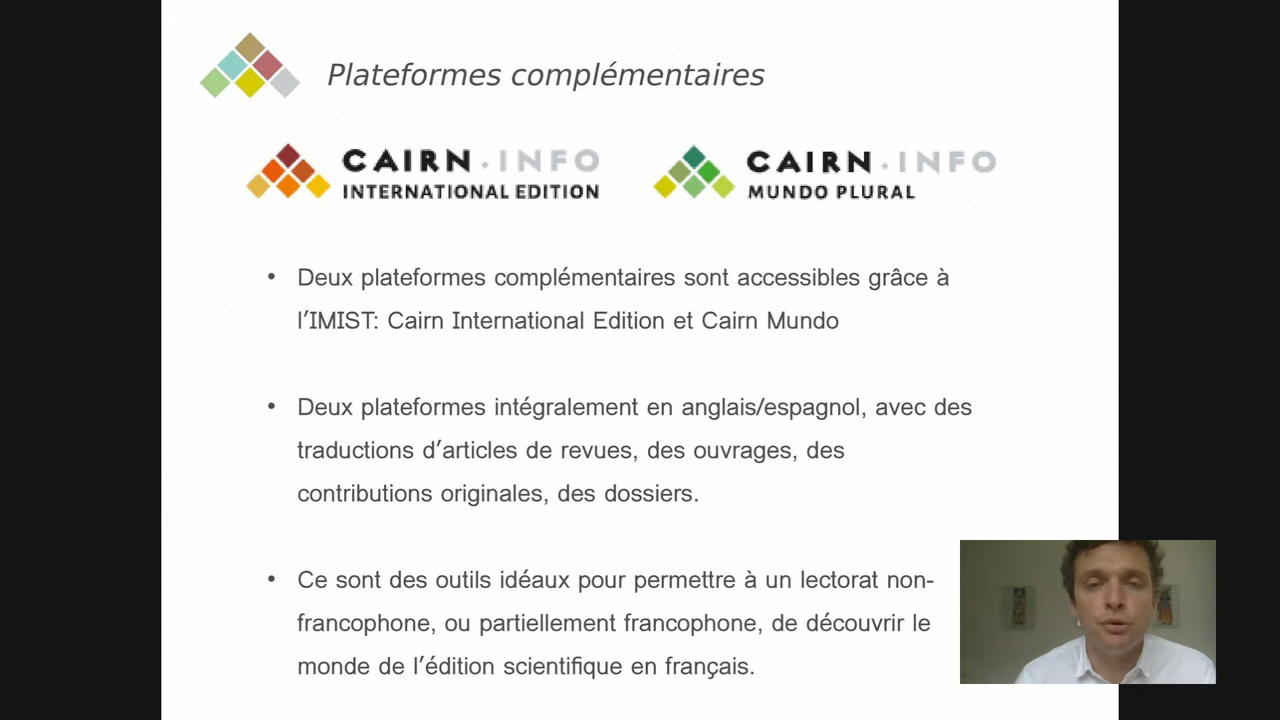 Plateformes complémentaires
CAIRN.INFO
INTERNATIONAL EDITION
CAIRN.INFO
MUNDO PLURAL
• Deux plateformes complémentaires sont accessibles grâce à
l’IMIST: Cairn International Edition et Cairn Mundo
• Deux plateformes intégralement en anglais/espagnol, avec des
traductions d’articles de revues, des ouvrages, des
contributions originales, des dossiers.
• Ce sont des outils idéaux pour permettre à un lectorat non-
francophone, ou partiellement francophone, de découvrir le
monde de l’édition scientifique en français.